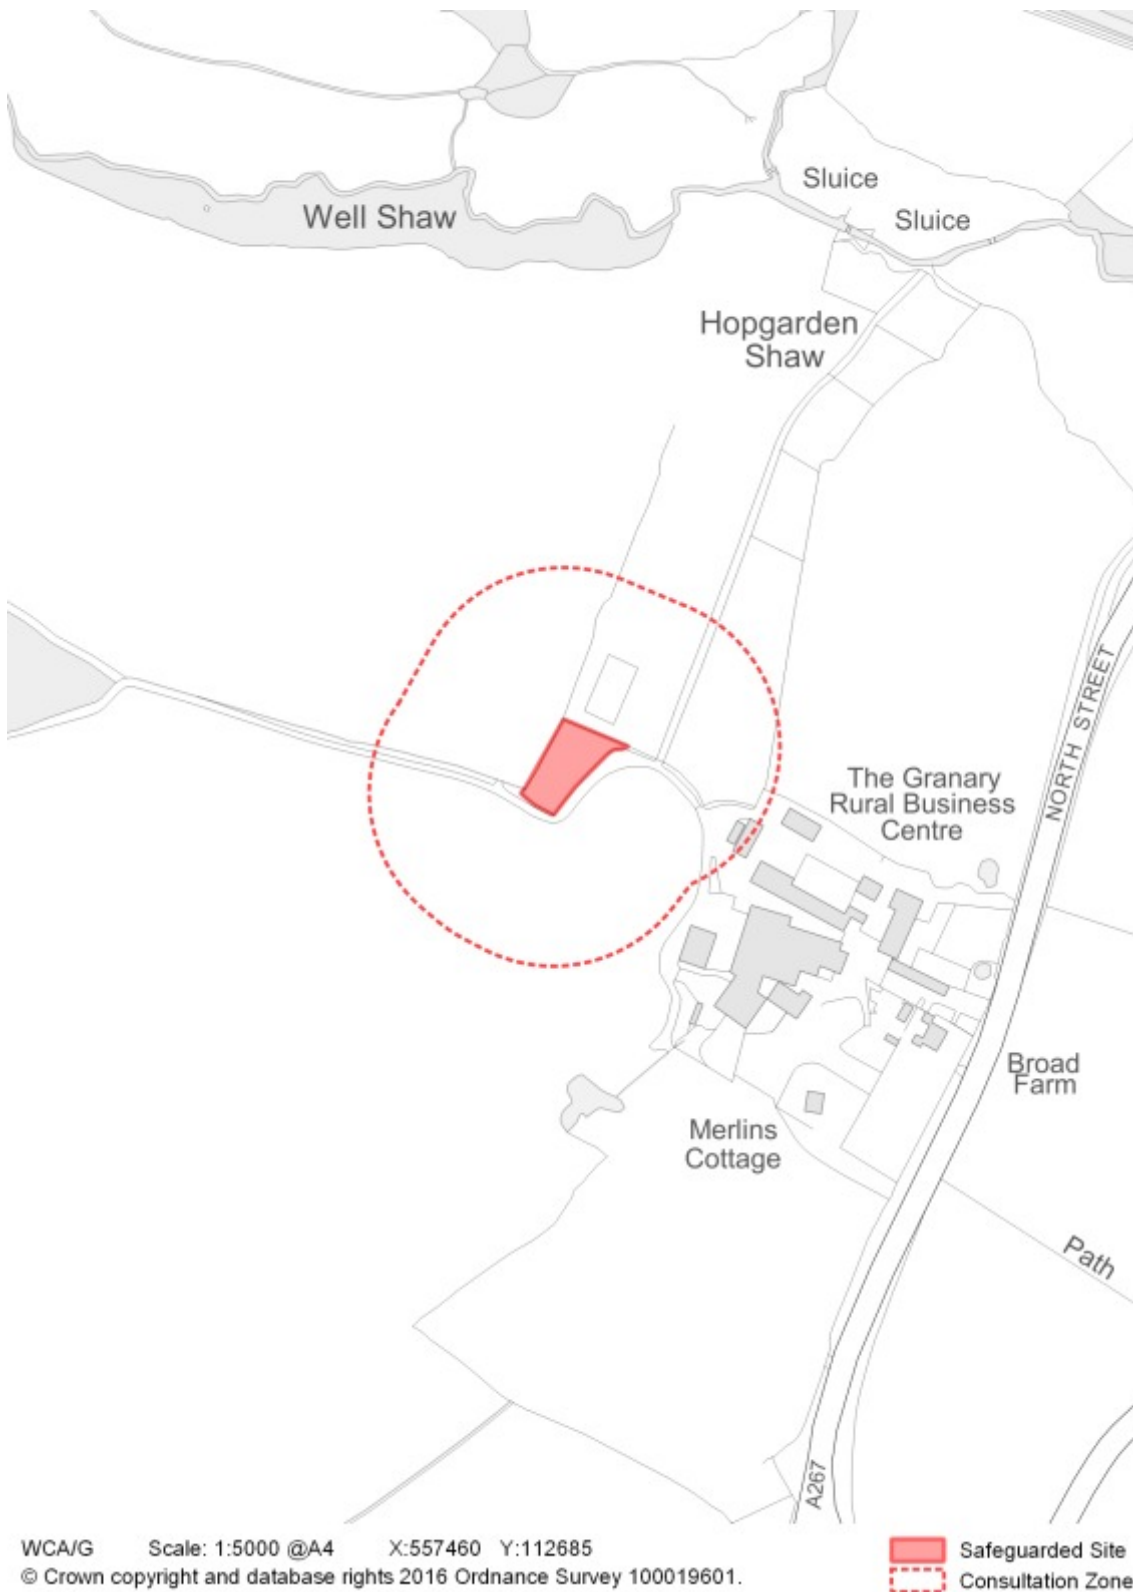 Sluice
Well Shaw
Sluice
Hopgarden
Shaw
NORTH STREET
The Granary
Rural Business
Centre
Broad
Farm
Merlins
Cottage
Path
A267
WCA/G Scale: 1:5000 @A4 X:557460 Y:112685
Safeguarded Site
© Crown copyright and database rights 2016 Ordnance Survey 100019601.
Consultation Zone